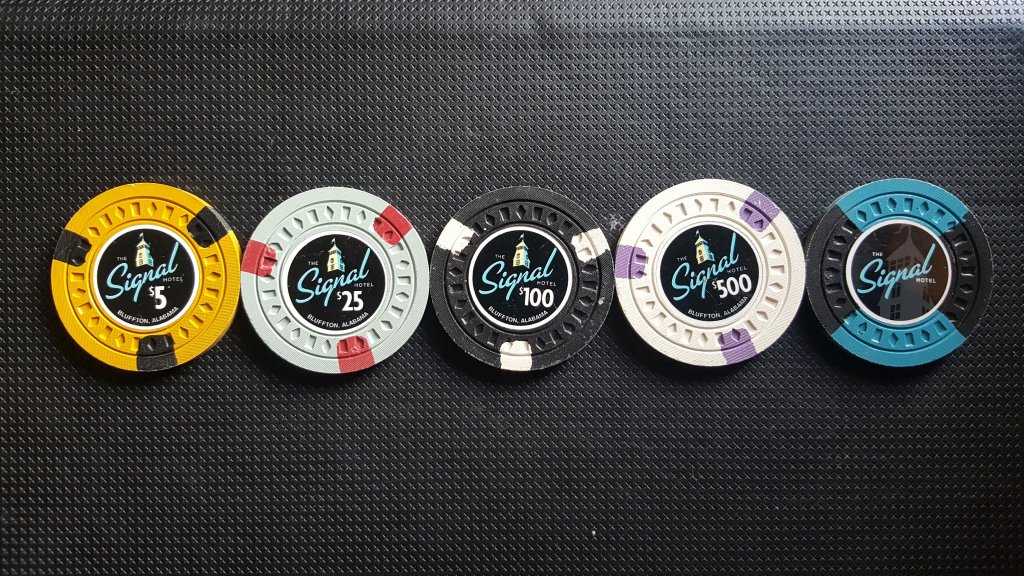 THE
Signal
HOTEL
$5
BLUFFTON, ALABAMA
THE
Signal
HOTEL
$25
BLUFFTON, ALABAMA
THE
Signal
HOTEL
$100
BLUFFTON, ALABAMA
THE
Signal
HOTEL
$500
BLUFFTON, ALABAMA
THE
Signal
HOTEL